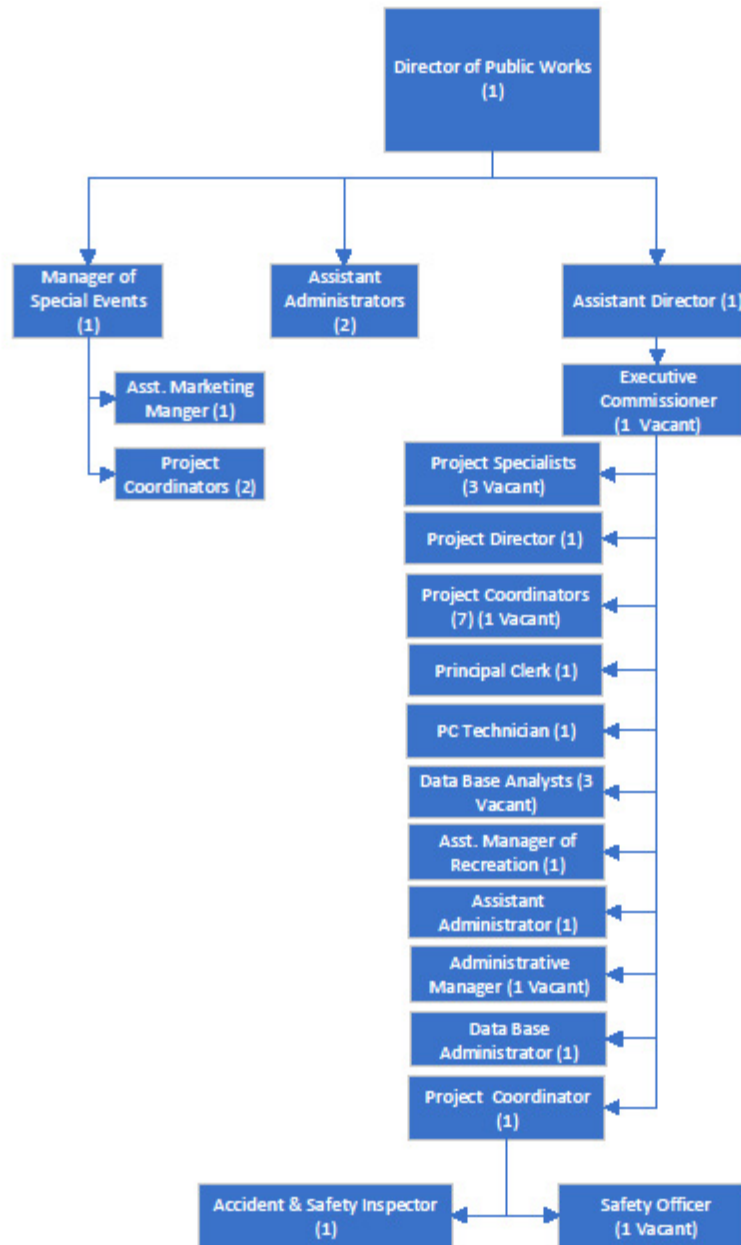 Director of Public Works
(1)
Manager of
Special Events
(1)
Assistant
Administrators
(2)
Assistant Director (1)
Asst. Marketing
Manger (1)
Project
Coordinators (2)
Executive
Commissioner
(1 Vacant)
Project Specialists
(3 Vacant)
Project Director (1)
Project Coordinators
(7) (1 Vacant)
Principal Clerk (1)
PC Technician (1)
Data Base Analysts (3
Vacant)
Asst. Manager of
Recreation (1)
Assistant
Administrator (1)
Administrative
Manager (1 Vacant)
Data Base
Administrator (1)
Project Coordinator
(1)
Accident & Safety Inspector
(1)
Safety Officer
(1 Vacant)